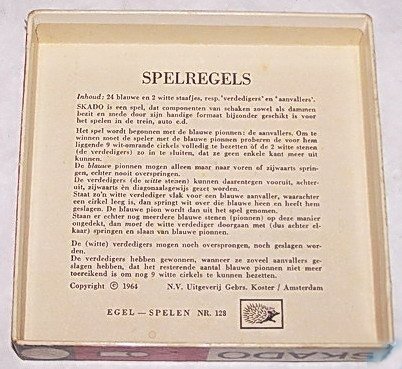 SPELREGELS
Inhoud: 24 blauwe en 2 witte staafjes, resp. 'verdedigers' en 'aanvallers'.
SKADO is een spel, dat componenten van schaken zowel als dammen
bezit en mede door zijn handige formaat bijzonder geschikt is voor
het spelen in de trein, auto e.d.
Het spel wordt begonnen met de blauwe pionnen: de aanvallers. Om te
winnen moet de speler met de blauwe pionnen proberen de voor hem
liggende 9 wit-omrande cirkels volledig te bezetten òf de 2 witte stenen
(de verdedigers) zo in te sluiten, dat ze geen enkele kant meer uit
kunnen.
De blauwe pionnen mogen alleen maar naar voren of zijwaarts sprin-
gen, echter nooit overspringen.
De verdedigers (de witte stenen) kunnen daarentegen vooruit, achter-
uit, zijwaarts èn diagonaalsgewijs gezet worden.
Staat zo'n witte verdediger vlak voor een blauwe aanvaller, waarachter
een cirkel leeg is, dan springt wit over die blauwe heen en heeft hem
geslagen. De blauwe pion wordt dan uit het spel genomen.
Staan er echter nog meerdere blauwe stenen (pionnen) op deze manier
ongedekt, dan moet de witte verdediger doorgaan met (dus achter el-
kaar) springen en slaan van blauwe pionnen.
De (witte) verdedigers mogen noch oversprongen, noch geslagen wor-
den.
De verdedigers hebben gewonnen, wanneer ze zoveel aanvallers ge-
slagen hebben, dat het resterende aantal blauwe pionnen niet meer
toereikend is om nog 9 witte cirkels te kunnen bezetten.
Copyright © 1964 N.V. Uitgeverij Gebrs. Koster / Amsterdam
EGEL — SPELEN NR. 128
SKADO